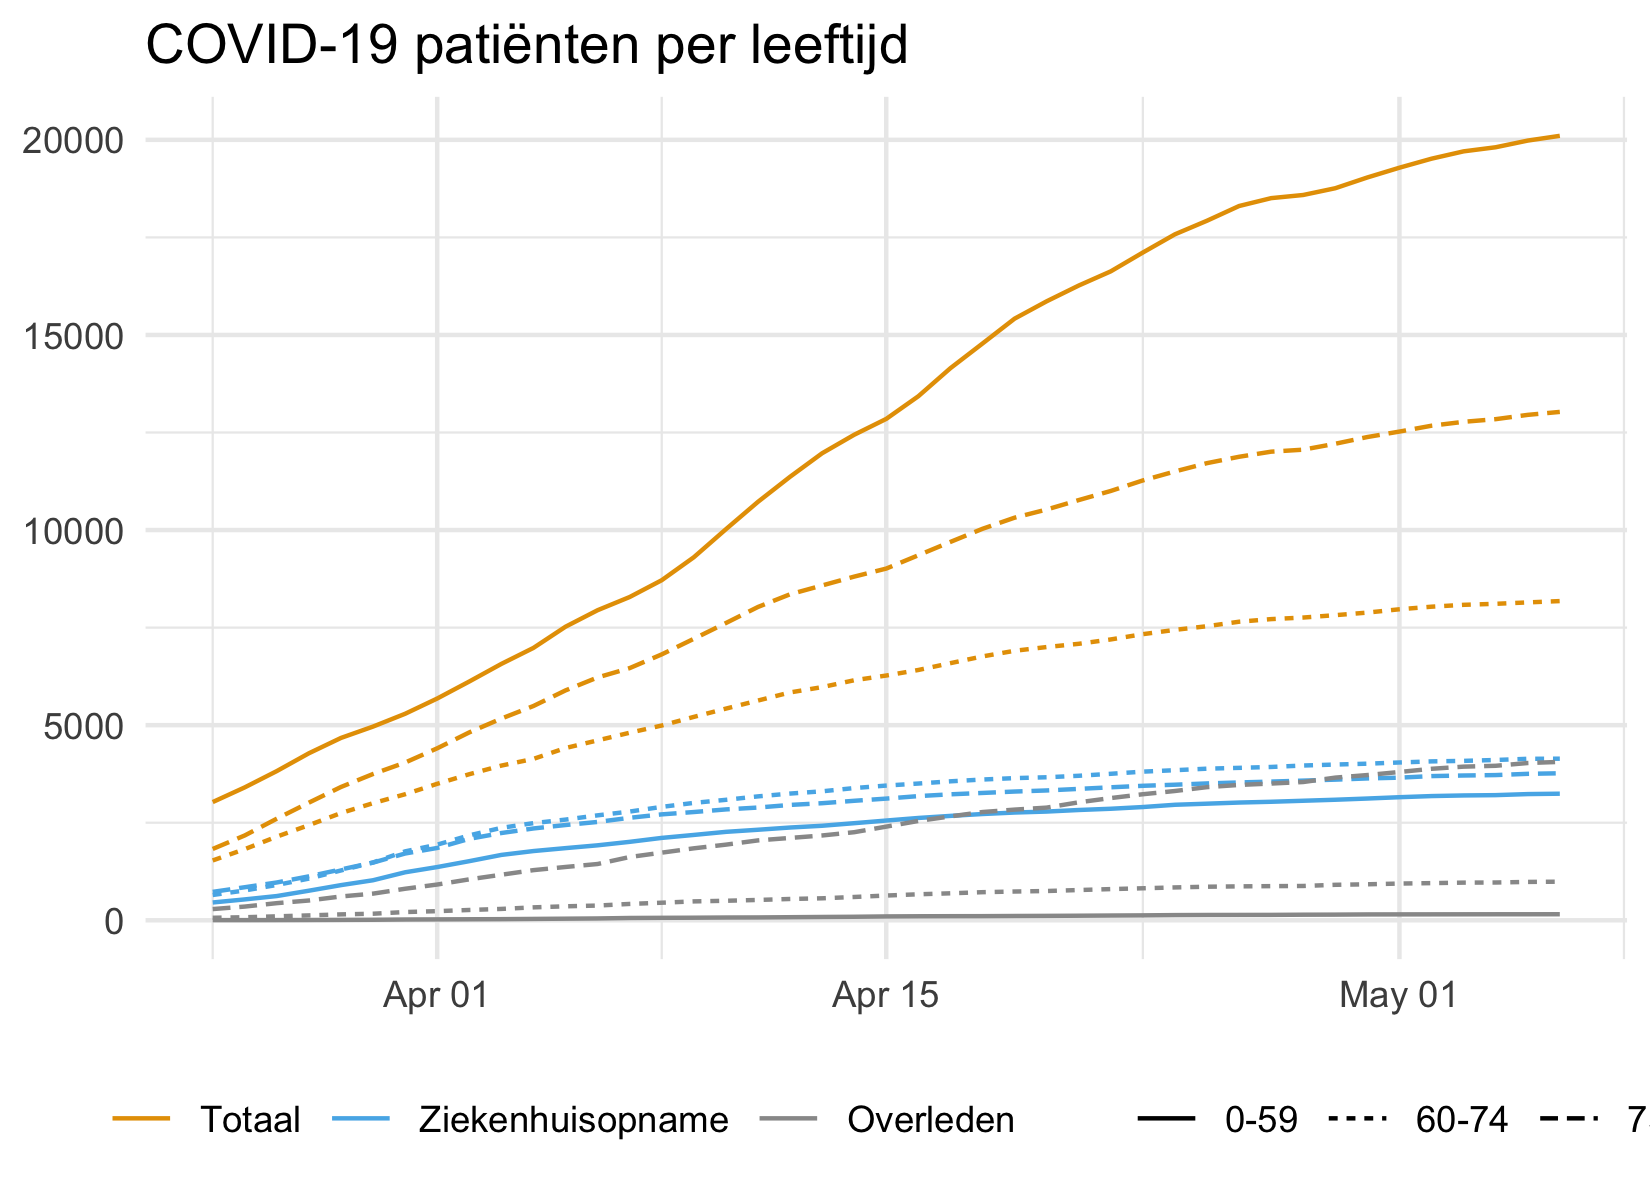 COVID-19 patiënten per leeftijd
20000
15000
10000
5000
0
Apr 01 Apr 15 May 01
Totaal Ziekenhuisopname Overleden 0-59 60-74